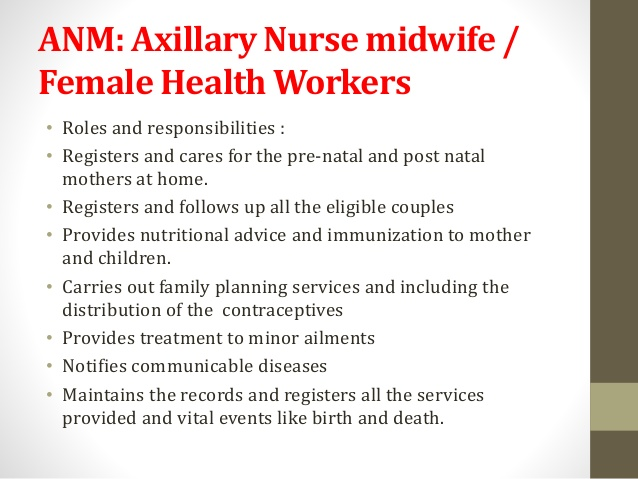 ANM: Axillary Nurse midwife /
Female Health Workers
• Roles and responsibilities :
• Registers and cares for the pre-natal and post natal
mothers at home.
• Registers and follows up all the eligible couples
• Provides nutritional advice and immunization to mother
and children.
• Carries out family planning services and including the
distribution of the contraceptives
• Provides treatment to minor ailments
• Notifies communicable diseases
• Maintains the records and registers all the services
provided and vital events like birth and death.